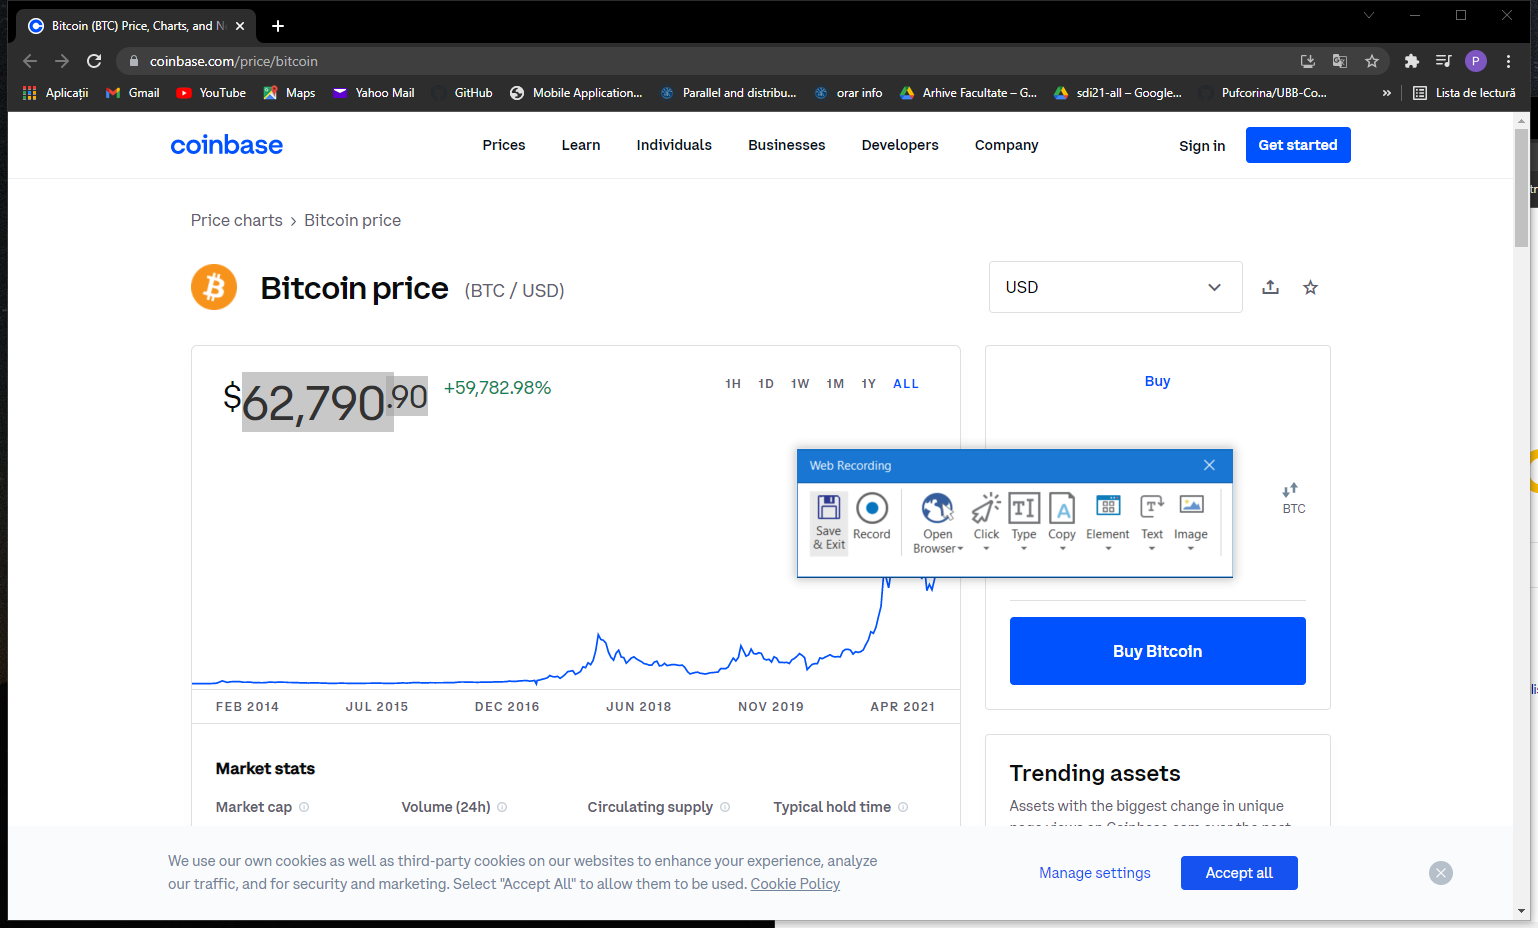 Bitcoin (BTC) Price, Charts, and N
coinbase.com/price/bitcoin
P
Aplicații Gmail YouTube Maps Yahoo Mail GitHub Mobile Application... Parallel and distribu... orar info Arhive Facultate – G... sdi21-all – Google... Pufcorina/UBB-Co... » Lista de lectură
coinbase Prices Learn Individuals Businesses Developers Company Sign in Get started
Price charts > Bitcoin price
Bitcoin price (BTC / USD) USD
$62,790.90 +59,782.98% 1H 1D 1W 1M 1Y ALL
Buy
Web Recording
Save & Exit
Record
Open Browser
Click
Type
Copy
Element
Text
Image
BTC
Buy Bitcoin
FEB 2014 JUL 2015 DEC 2016 JUN 2018 NOV 2019 APR 2021
Market stats
Market cap Volume (24h) Circulating supply Typical hold time
Trending assets
Assets with the biggest change in unique
We use our own cookies as well as third-party cookies on our websites to enhance your experience, analyze
our traffic, and for security and marketing. Select "Accept All" to allow them to be used. Cookie Policy
Manage settings Accept all